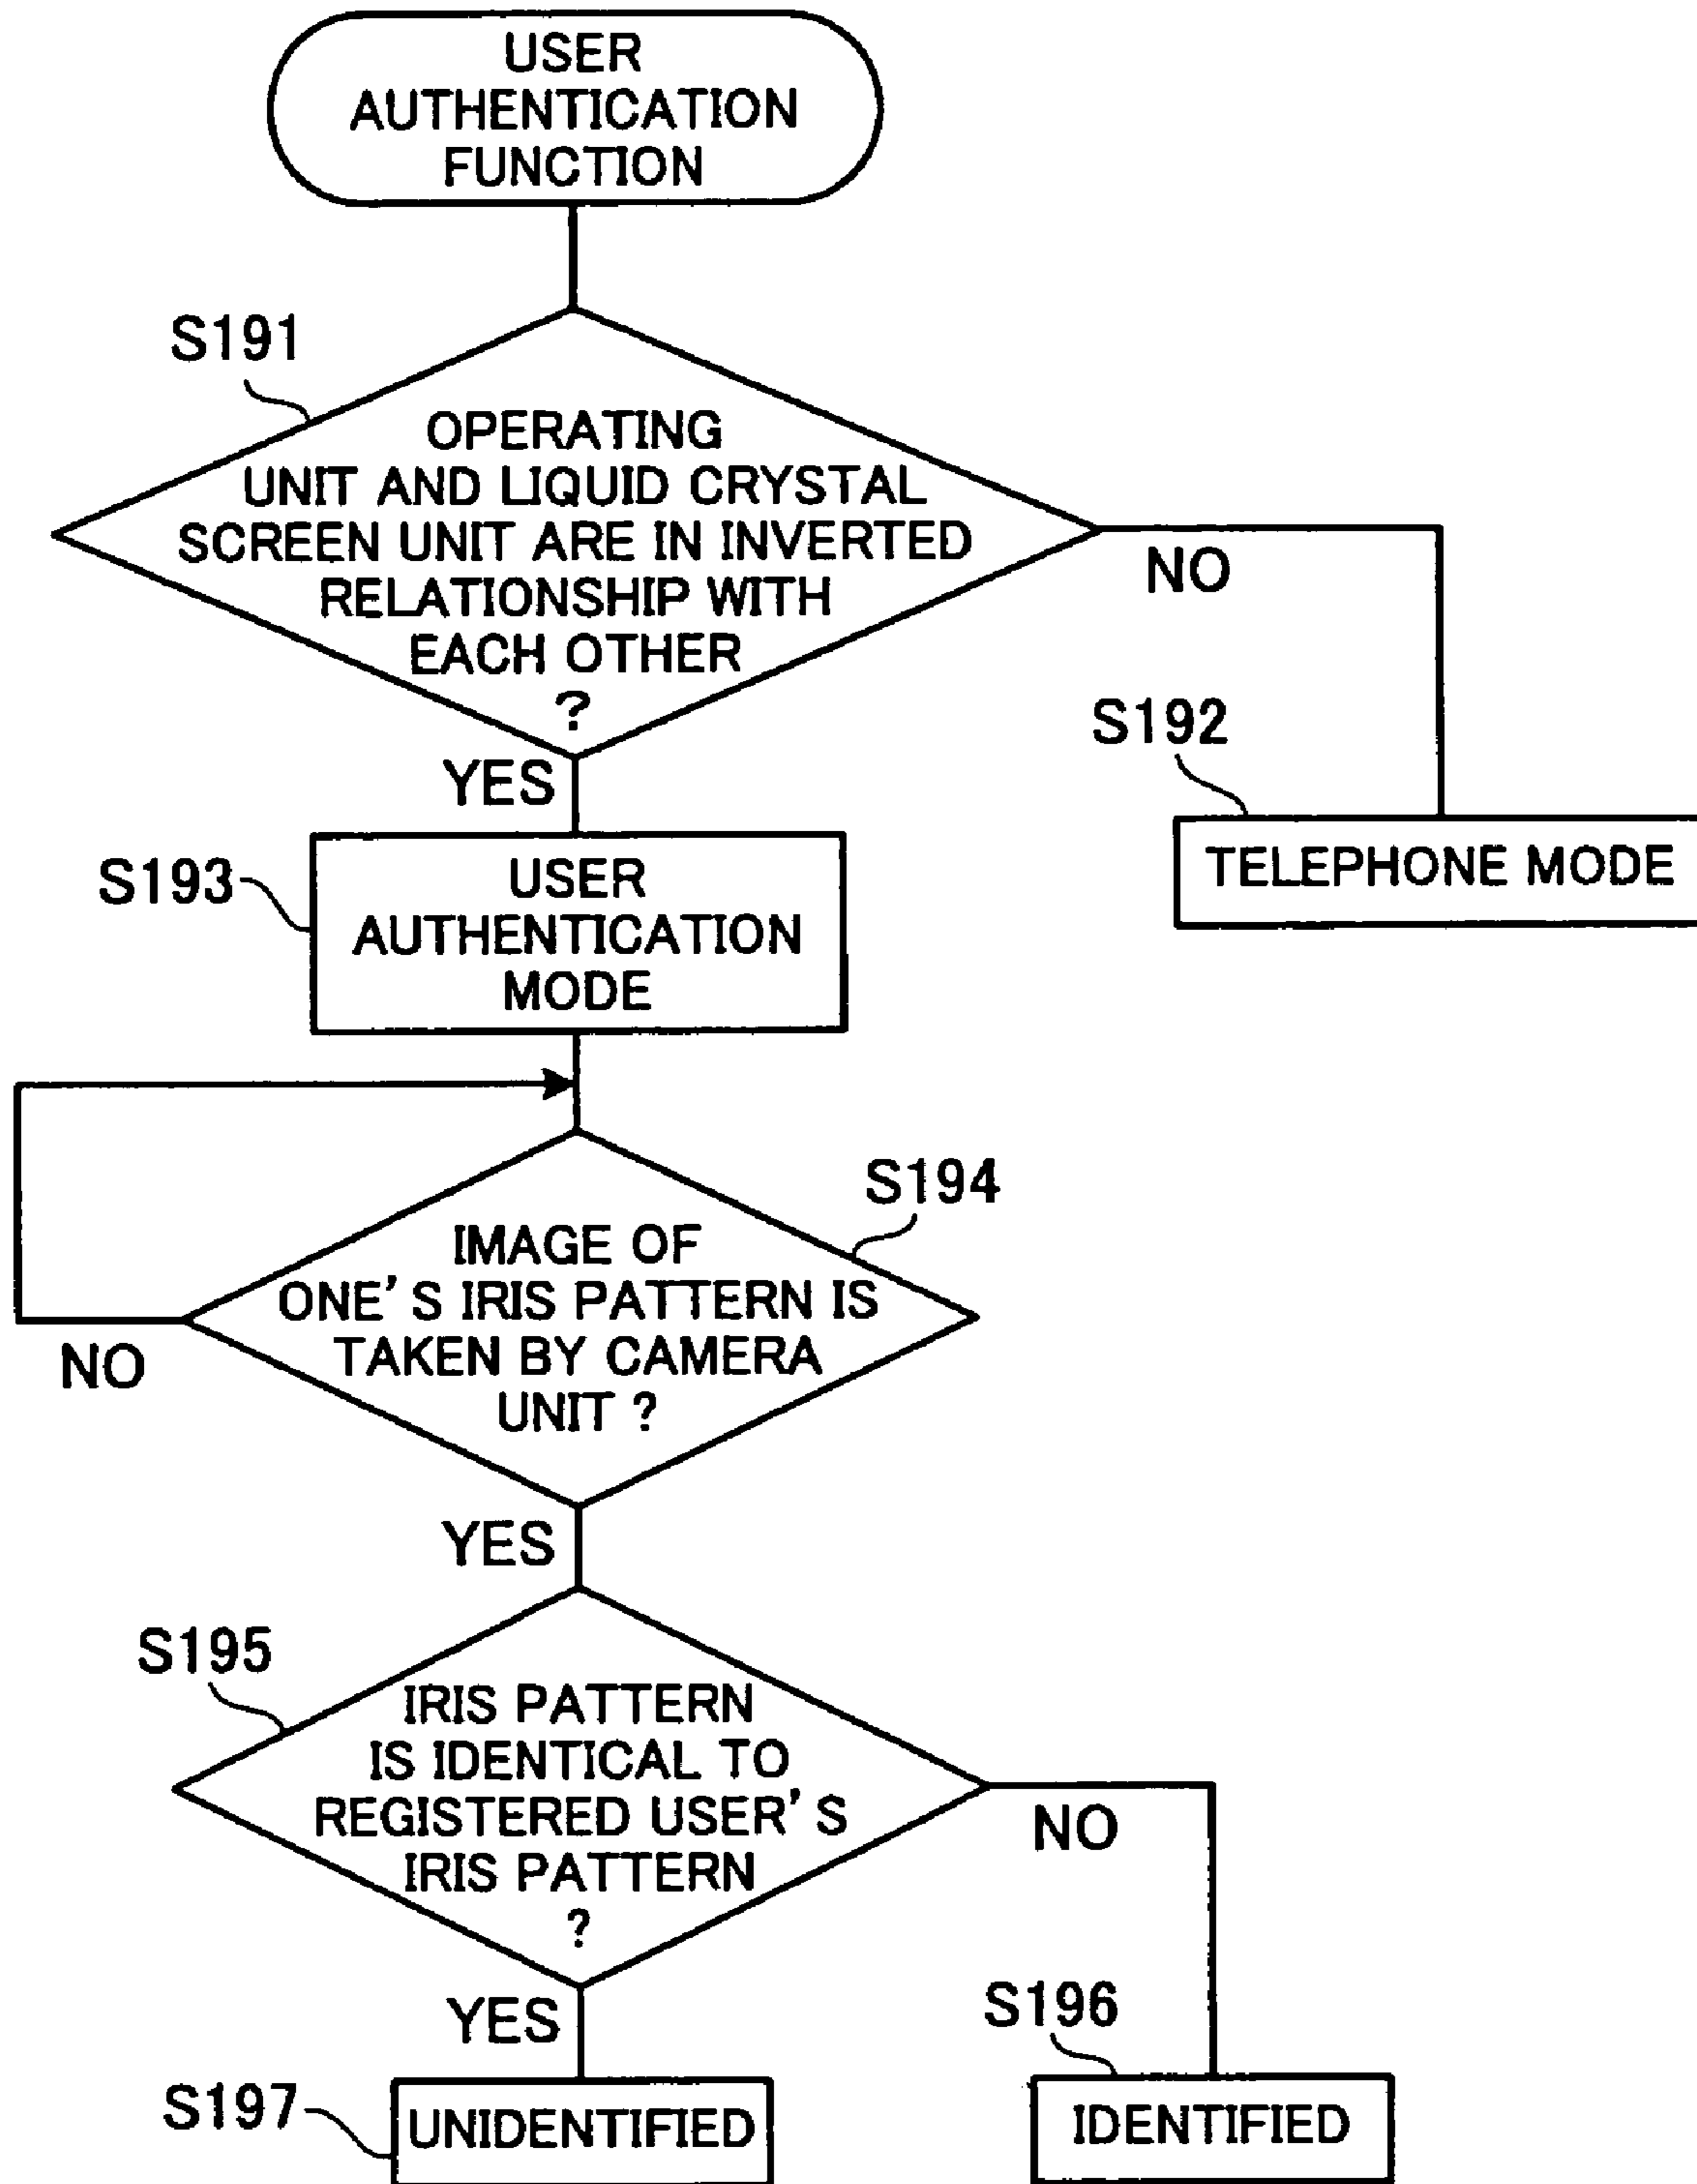 USER
AUTHENTICATION
FUNCTION
S191
OPERATING
UNIT AND LIQUID CRYSTAL
SCREEN UNIT ARE IN INVERTED
RELATIONSHIP WITH
EACH OTHER
?
NO
YES
S192
TELEPHONE MODE
S193
USER
AUTHENTICATION
MODE
S194
IMAGE OF
ONE'S IRIS PATTERN IS
TAKEN BY CAMERA
UNIT ?
NO
YES
S195
IRIS PATTERN
IS IDENTICAL TO
REGISTERED USER'S
IRIS PATTERN
?
NO
YES
S196
IDENTIFIED
S197
UNIDENTIFIED